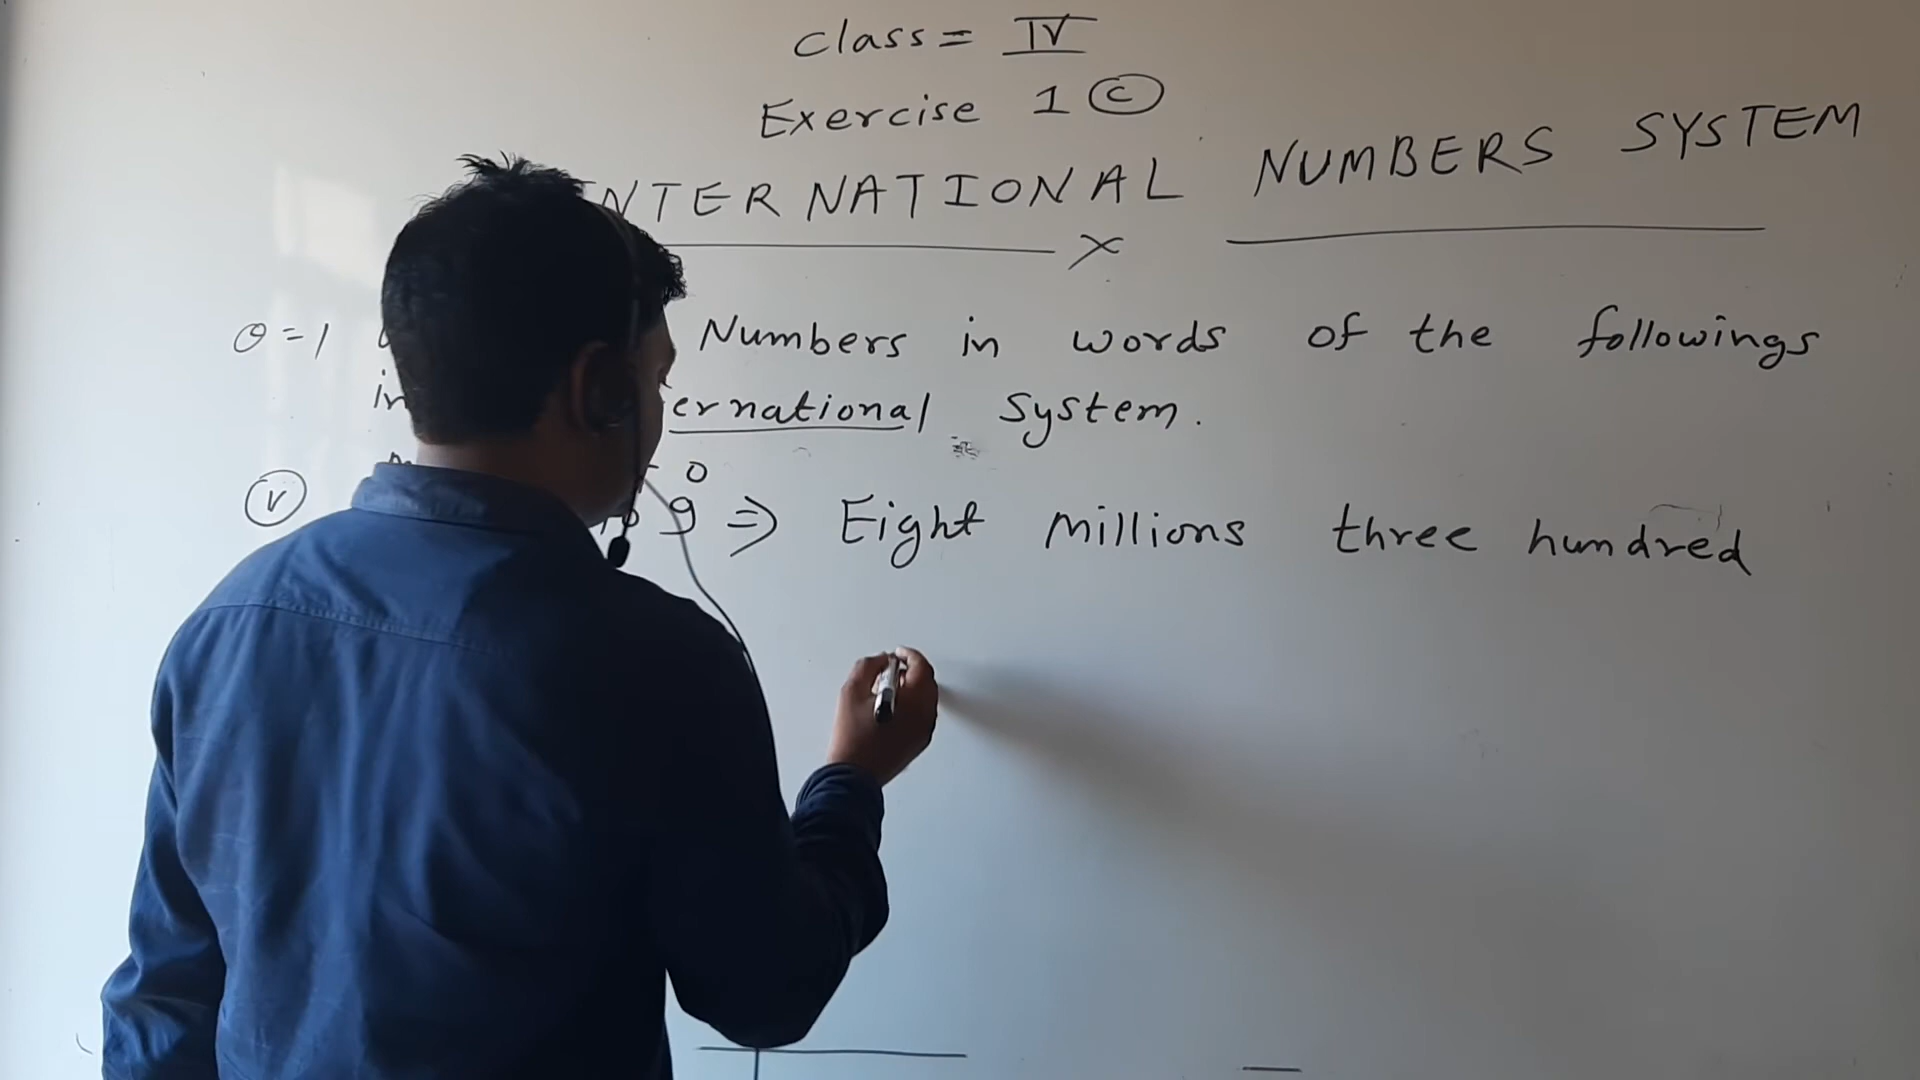 class = IV
Exercise 1 (c)
NTERNATIONAL NUMBERS SYSTEM
Q=1 Numbers in words of the followings
in ernational System.
O
(v) 9 => Eight millions three hundred